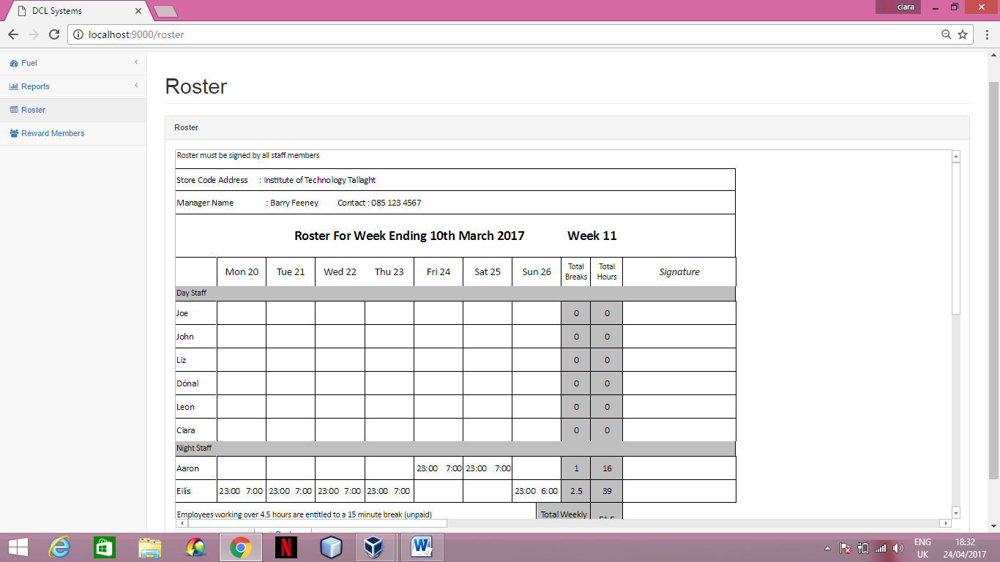 DCL Systems
ciara
localhost:9000/roster
Fuel
Reports
Roster
Reward Members
Roster
Roster
Roster must be signed by all staff members
Store Code Address : Institute of Technology Tallaght
Manager Name : Barry Feeney Contact : 085 123 4567
Roster For Week Ending 10th March 2017 Week 11
Mon 20 Tue 21 Wed 22 Thu 23 Fri 24 Sat 25 Sun 26 Total Breaks Total Hours Signature
Day Staff
Joe 0 0
John 0 0
Liz 0 0
Dónal 0 0
Leon 0 0
Ciara 0 0
Night Staff
Aaron 23:00 7:00 23:00 7:00 1 16
Eilís 23:00 7:00 23:00 7:00 23:00 7:00 23:00 7:00 23:00 6:00 2.5 39
Employees working over 4.5 hours are entitled to a 15 minute break (unpaid) Total Weekly
ENG 18:32
UK 24/04/2017